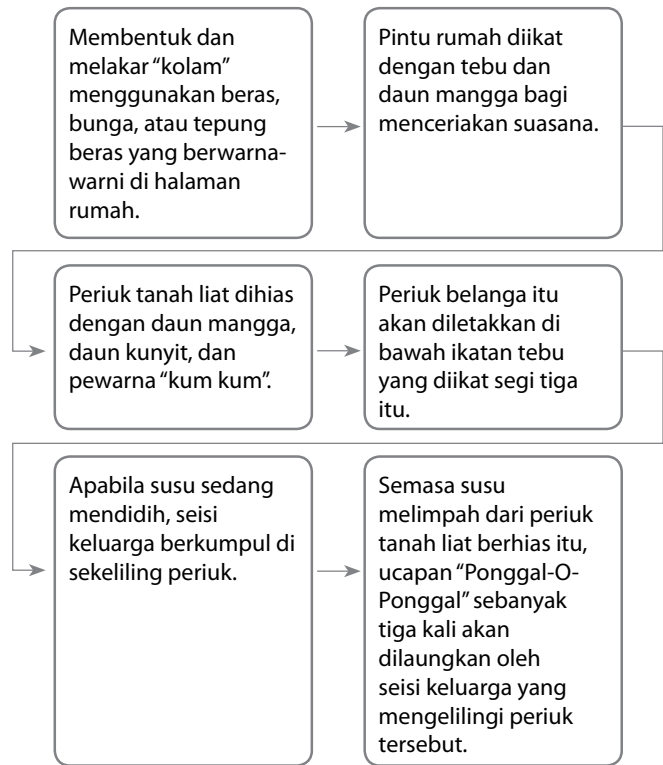 Membentuk dan
melakar “kolam”
menggunakan beras,
bunga, atau tepung
beras yang berwarna-
warni di halaman
rumah.
Pintu rumah diikat
dengan tebu dan
daun mangga bagi
menceriakan suasana.
Periuk tanah liat dihias
dengan daun mangga,
daun kunyit, dan
pewarna “kum kum”.
Periuk belanga itu
akan diletakkan di
bawah ikatan tebu
yang diikat segi tiga
itu.
Apabila susu sedang
mendidih, seisi
keluarga berkumpul di
sekeliling periuk.
Semasa susu
melimpah dari periuk
tanah liat berhias itu,
ucapan “Ponggal-O-
Ponggal” sebanyak
tiga kali akan
dilaungkan oleh
seisi keluarga yang
mengelilingi periuk
tersebut.